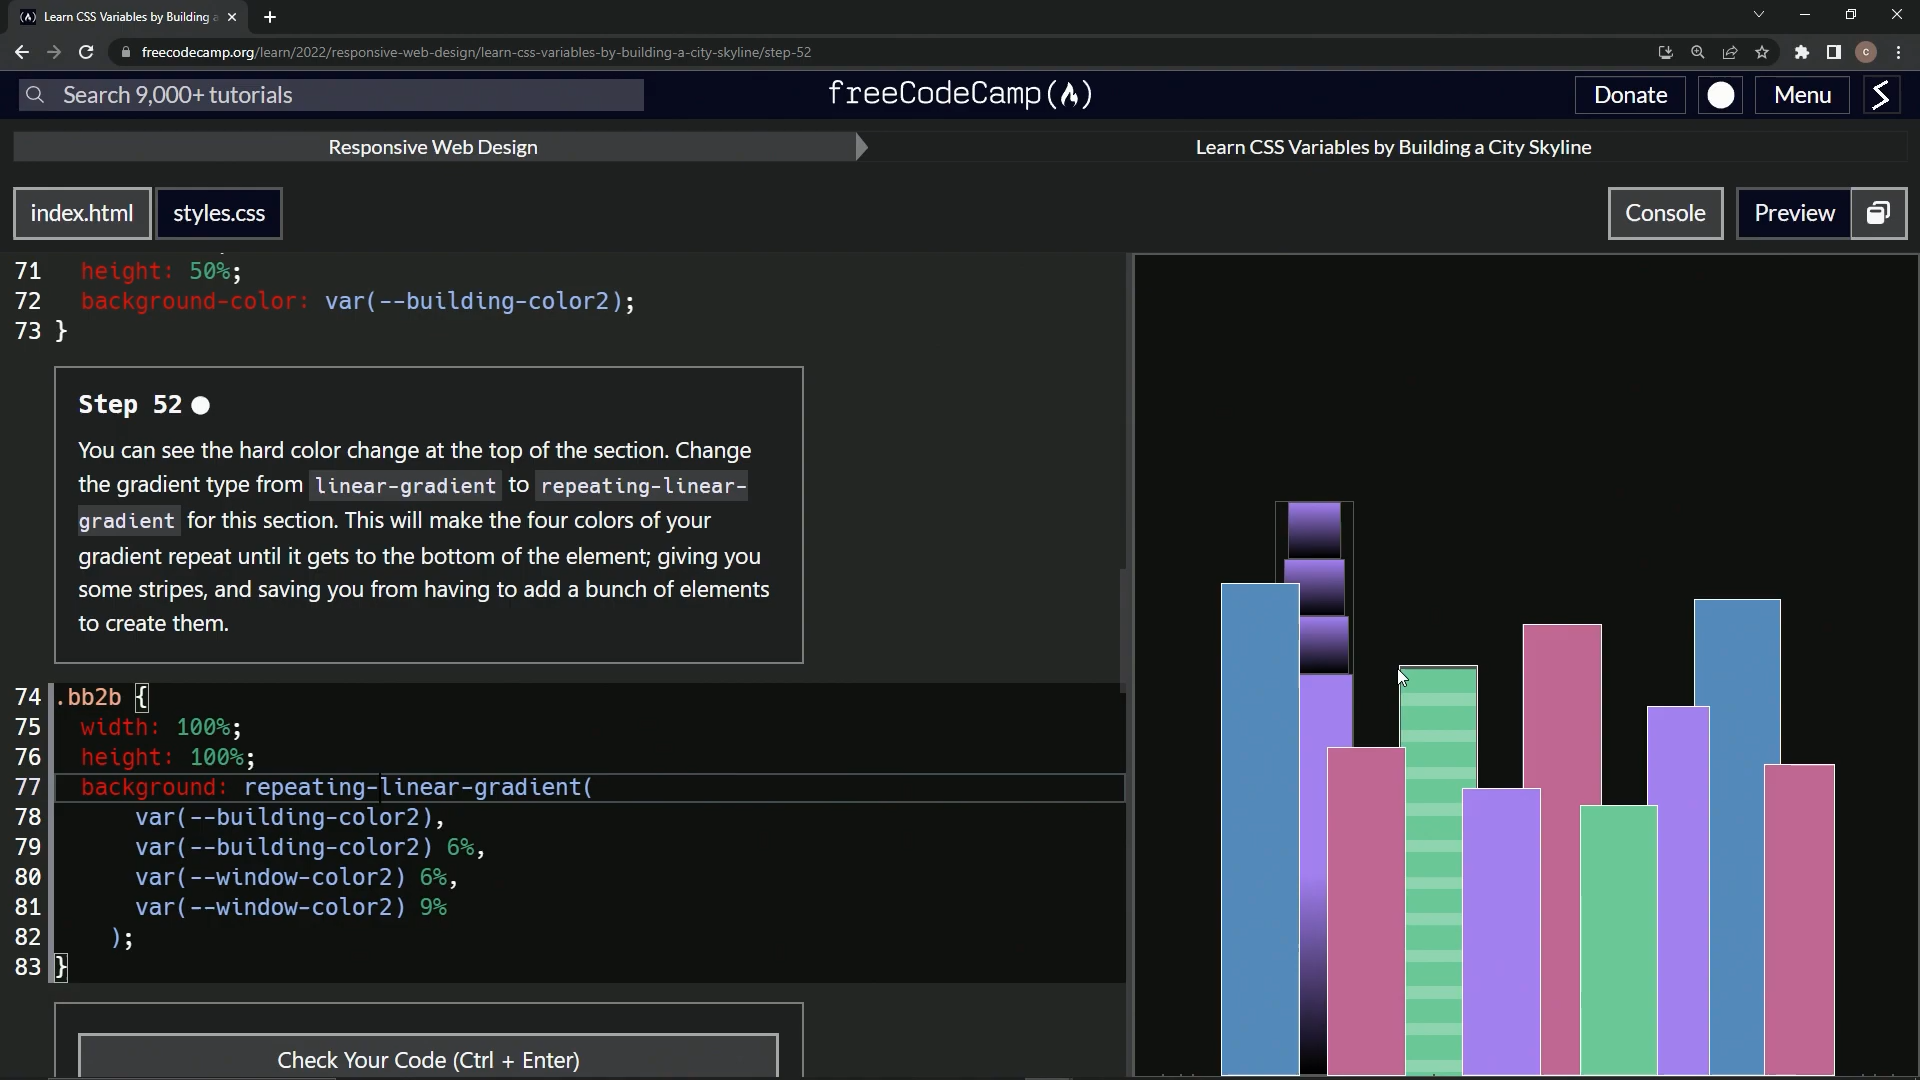 Learn CSS Variables by Building a
freecodecamp.org/learn/2022/responsive-web-design/learn-css-variables-by-building-a-city-skyline/step-52
C
Search 9,000+ tutorials
freeCodeCamp(🔥)
Donate
Menu
Responsive Web Design
Learn CSS Variables by Building a City Skyline
index.html
styles.css
Console
Preview
71 height: 50%;
72 background-color: var(--building-color2);
73 }
Step 52
You can see the hard color change at the top of the section. Change
the gradient type from linear-gradient to repeating-linear-
gradient for this section. This will make the four colors of your
gradient repeat until it gets to the bottom of the element; giving you
some stripes, and saving you from having to add a bunch of elements
to create them.
74 .bb2b {
75 width: 100%;
76 height: 100%;
77 background: repeating-linear-gradient(
78 var(--building-color2),
79 var(--building-color2) 6%,
80 var(--window-color2) 6%,
81 var(--window-color2) 9%
82 );
83 }
Check Your Code (Ctrl + Enter)